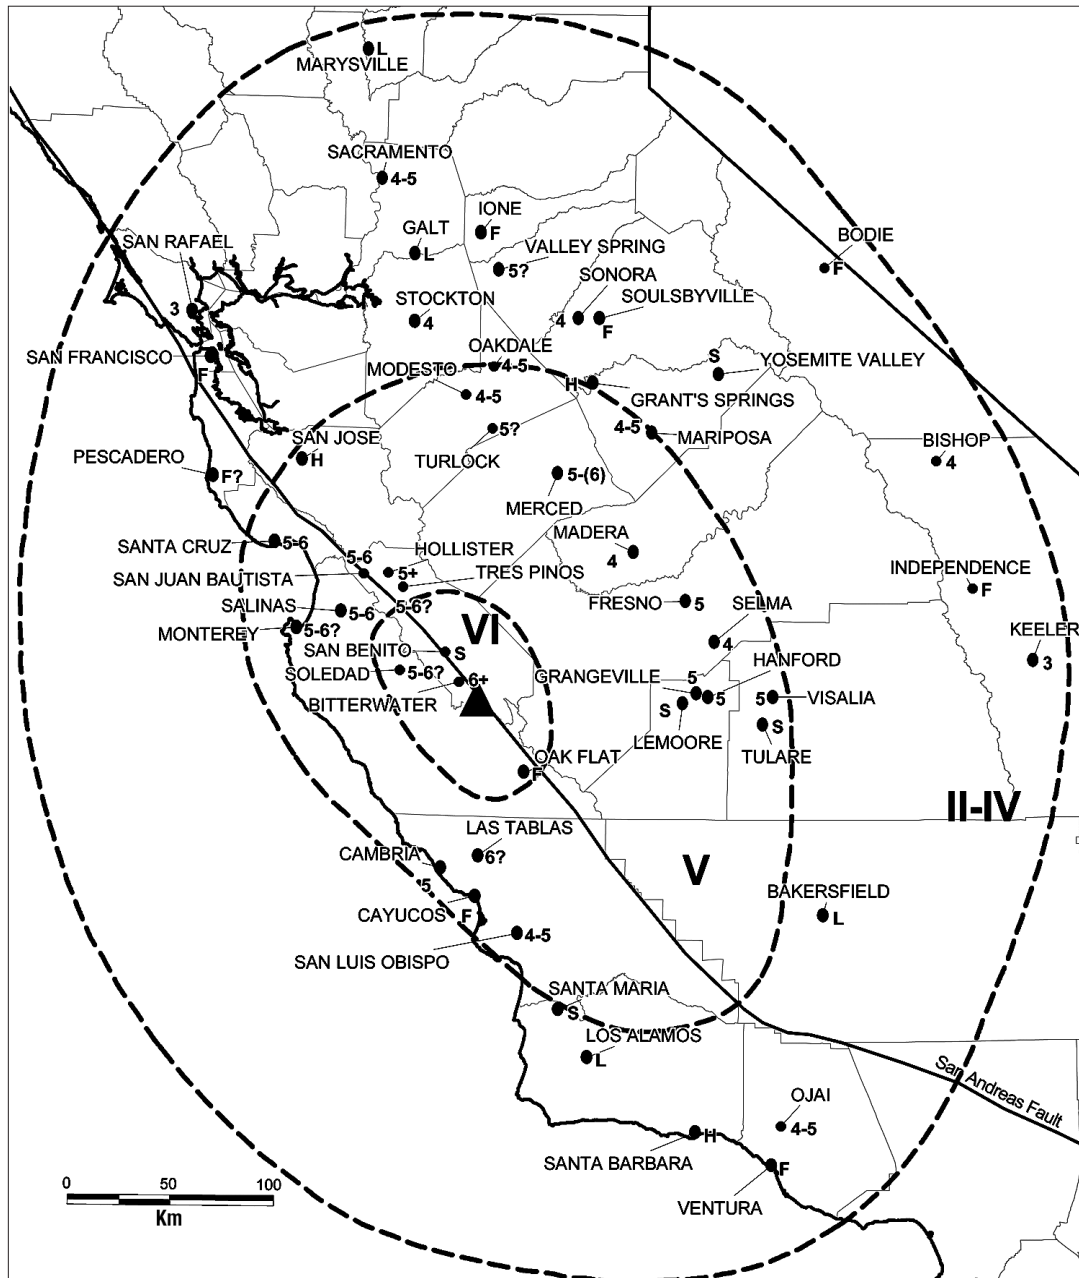 L
MARYSVILLE
SACRAMENTO
4-5
IONE
F
GALT
L
BODIE
F
SAN RAFAEL
3
VALLEY SPRING
5?
SONORA
4
SOULSBYVILLE
F
STOCKTON
4
OAKDALE
4-5
SAN FRANCISCO
F
MODESTO
4-5
S
YOSEMITE VALLEY
H
GRANT'S SPRINGS
4-5
MARIPOSA
SAN JOSE
H
5?
TURLOCK
BISHOP
4
PESCADERO
F?
5-(6)
MERCED
MADERA
4
SANTA CRUZ
5-6
5-6
SAN JUAN BAUTISTA
HOLLISTER
5+
TRES PINOS
5-6?
INDEPENDENCE
F
FRESNO
5
SELMA
4
SALINAS
5-6
MONTEREY
5-6?
VI
SAN BENITO
S
KEELER
3
SOLEDAD
5-6?
BITTERWATER
6+
GRANGEVILLE
5
HANFORD
5
5
VISALIA
S
LEMOORE
S
TULARE
OAK FLAT
F
II-IV
LAS TABLAS
6?
CAMBRIA
5
V
CAYUCOS
F
BAKERSFIELD
L
4-5
SAN LUIS OBISPO
SANTA MARIA
S
LOS ALAMOS
L
San Andreas Fault
OJAI
4-5
H
SANTA BARBARA
F
VENTURA
0 50 100
Km